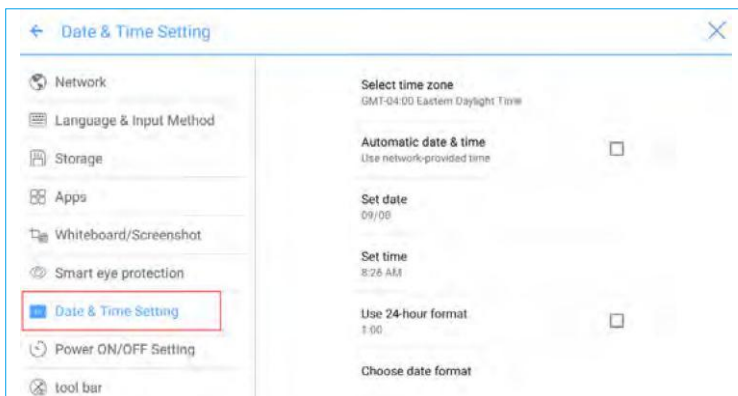 Date & Time Setting
Network
Language & Input Method
Storage
Apps
Whiteboard/Screenshot
Smart eye protection
Date & Time Setting
Power ON/OFF Setting
tool bar
Select time zone
GMT-04:00 Eastern Daylight Time
Automatic date & time
Use network-provided time
Set date
09/08
Set time
8:26 AM
Use 24-hour format
1:00
Choose date format